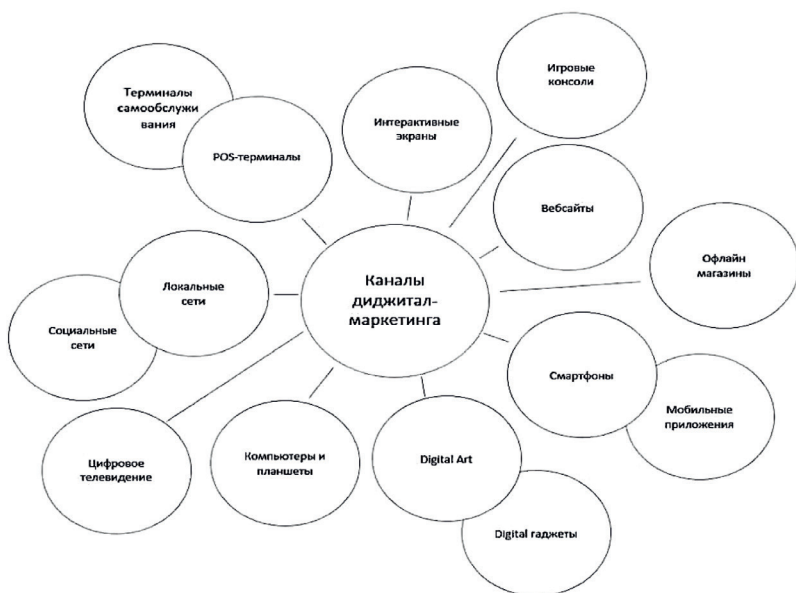 Игровые
консоли
Терминалы
самообслужи
вания
Интерактивные
экраны
POS-терминалы
Вебсайты
Офлайн
магазины
Каналы
диджитал-
маркетинга
Локальные
сети
Социальные
сети
Смартфоны
Мобильные
приложения
Цифровое
телевидение
Компьютеры и
планшеты
Digital Art
Digital гаджеты